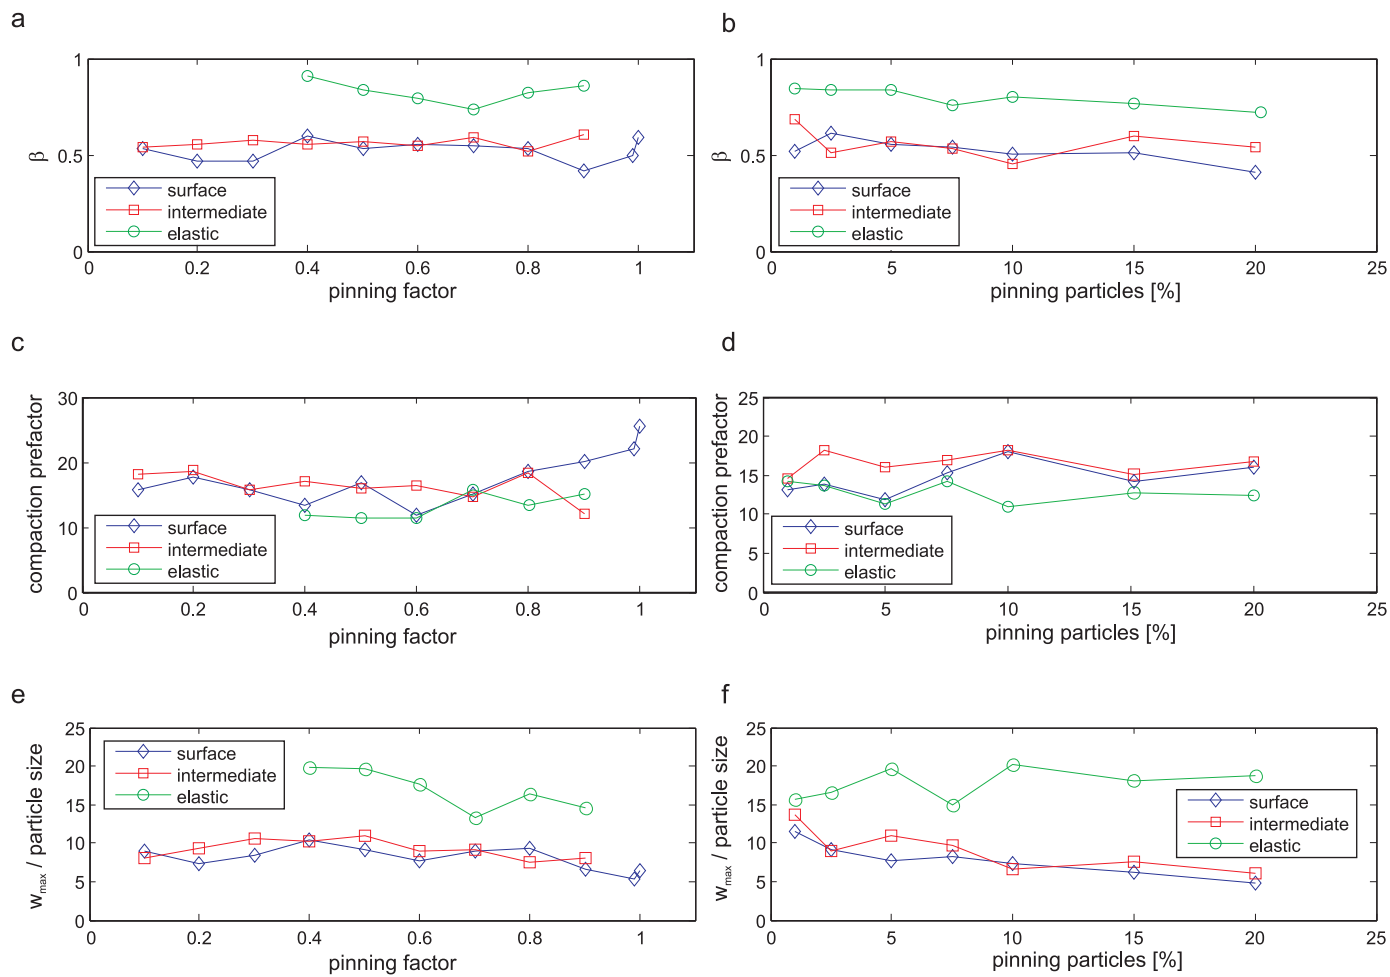 a
1
0.5
0
β
surface
intermediate
elastic
0 0.2 0.4 0.6 0.8 1
pinning factor
b
1
0.5
0
β
surface
intermediate
elastic
0 5 10 15 20 25
pinning particles [%]
c
30
20
10
0
compaction prefactor
surface
intermediate
elastic
0 0.2 0.4 0.6 0.8 1
pinning factor
d
25
20
15
10
5
0
compaction prefactor
surface
intermediate
elastic
0 5 10 15 20 25
pinning particles [%]
e
25
20
15
10
5
0
wmax / particle size
surface
intermediate
elastic
0 0.2 0.4 0.6 0.8 1
pinning factor
f
25
20
15
10
5
0
wmax / particle size
surface
intermediate
elastic
0 5 10 15 20 25
pinning particles [%]